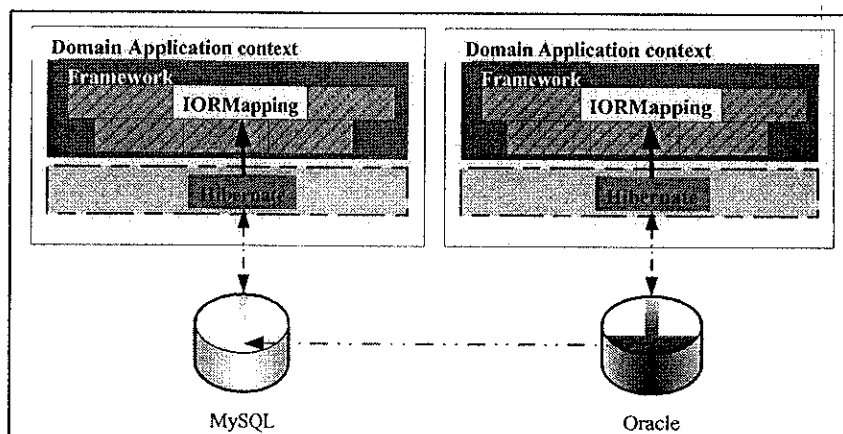 Domain Application context
Framework
IORMapping
Hibernate
MySQL
Domain Application context
Framework
IORMapping
Hibernate
Oracle